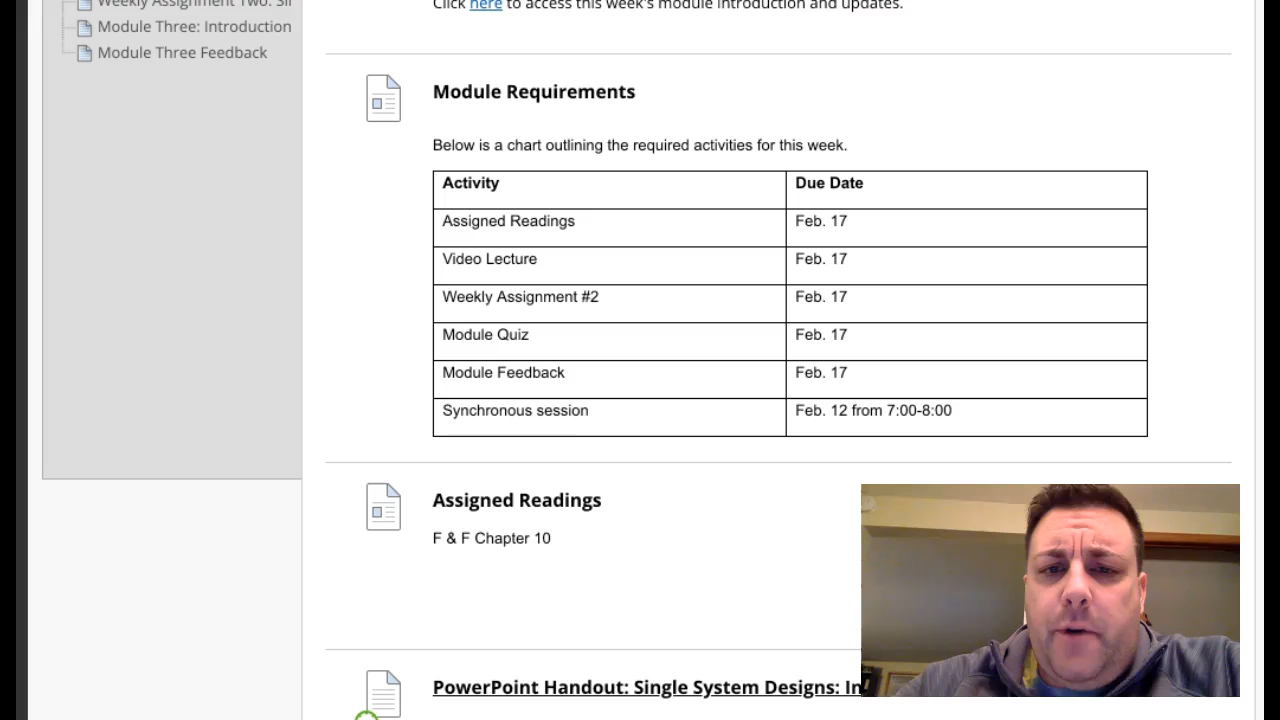 Weekly Assignment Two:
Module Three: Introduction
Module Three Feedback
Click here to access this week's module introduction and updates.
Module Requirements
Below is a chart outlining the required activities for this week.
Activity Due Date
Assigned Readings Feb. 17
Video Lecture Feb. 17
Weekly Assignment #2 Feb. 17
Module Quiz Feb. 17
Module Feedback Feb. 17
Synchronous session Feb. 12 from 7:00-8:00
Assigned Readings
F & F Chapter 10
PowerPoint Handout: Single System Designs: